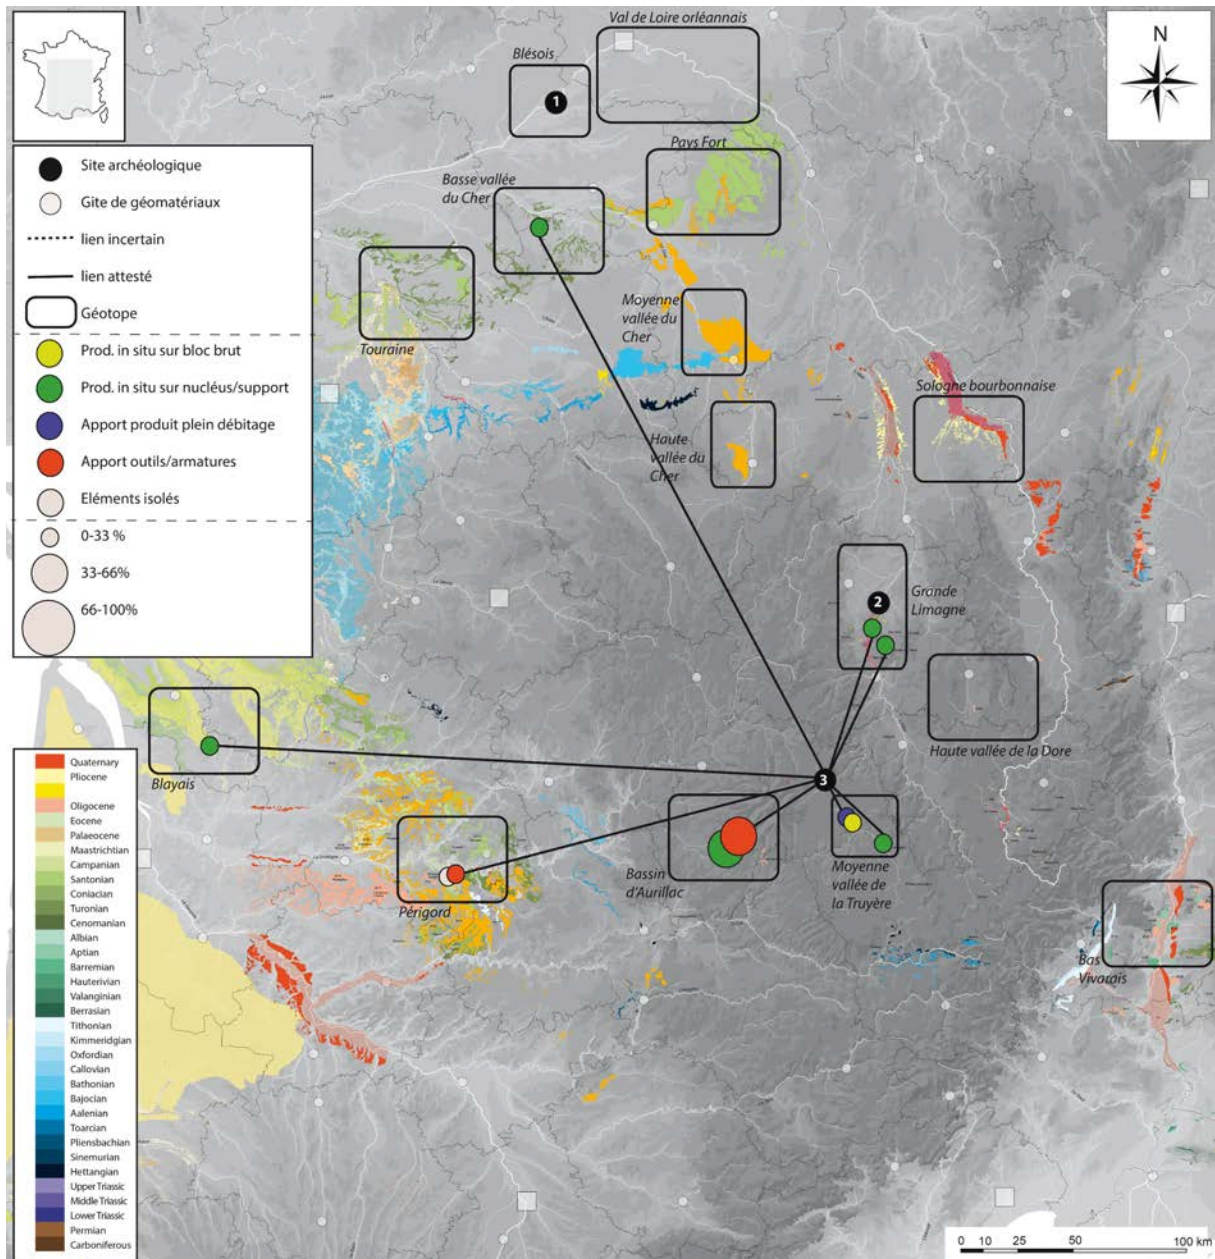 Val de Loire orléannais
Blésois
N
1
Site archéologique
Gite de géomatériaux
lien incertain
lien attesté
Géotope
Prod. in situ sur bloc brut
Prod. in situ sur nucléus/support
Apport produit plein débitage
Apport outils/armatures
Eléments isolés
0-33 %
33-66%
66-100%
Pays Fort
Basse vallée
du Cher
Touraine
Moyenne
vallée du
Cher
Sologne bourbonnaise
Haute
vallée du
Cher
2
Grande
Limagne
Haute vallée de la Dore
Blayais
3
Bassin
d'Aurillac
Moyenne
vallée de
la Truyère
Périgord
Bas
Vivarais
Quaternary
Pliocene
Oligocene
Eocene
Palaeocene
Maastrichtian
Campanian
Santonian
Coniacian
Turonian
Cenomanian
Albian
Aptian
Barremian
Hauterivian
Valanginian
Berrasian
Tithonian
Kimmeridgian
Oxfordian
Callovian
Bathonian
Bajocian
Aalenian
Toarcian
Pliensbachian
Sinemurian
Hettangian
Upper Triassic
Middle Triassic
Lower Triassic
Permian
Carboniferous
0 10 25 50 100 km